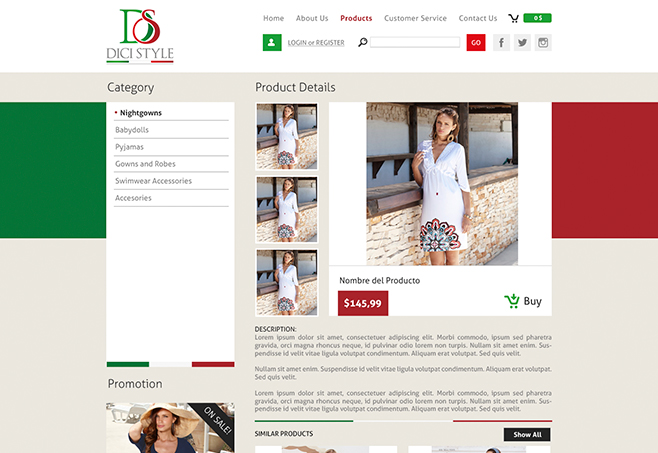 DS
DICI STYLE
Home About Us Products Customer Service Contact Us 0 $
LOGIN or REGISTER GO
Category
Nightgowns
Babydolls
Pyjamas
Gowns and Robes
Swimwear Accessories
Accesories
Promotion
ON SALE!
Product Details
Nombre del Producto
$145,99 Buy
DESCRIPTION:
Lorem ipsum dolor sit amet, consectetuer adipiscing elit. Morbi commodo, ipsum sed pharetra
gravida, orci magna rhoncus neque, id pulvinar odio lorem non turpis. Nullam sit amet enim. Sus-
pendisse id velit vitae ligula volutpat condimentum. Aliquam erat volutpat. Sed quis velit.
Nullam sit amet enim. Suspendisse id velit vitae ligula volutpat condimentum. Aliquam erat volutpat.
Sed quis velit.
Lorem ipsum dolor sit amet, consectetuer adipiscing elit. Morbi commodo, ipsum sed pharetra
gravida, orci magna rhoncus neque, id pulvinar odio lorem non turpis. Nullam sit amet enim. Sus-
pendisse id velit vitae ligula volutpat condimentum. Aliquam erat volutpat. Sed quis velit.
SIMILAR PRODUCTS Show All